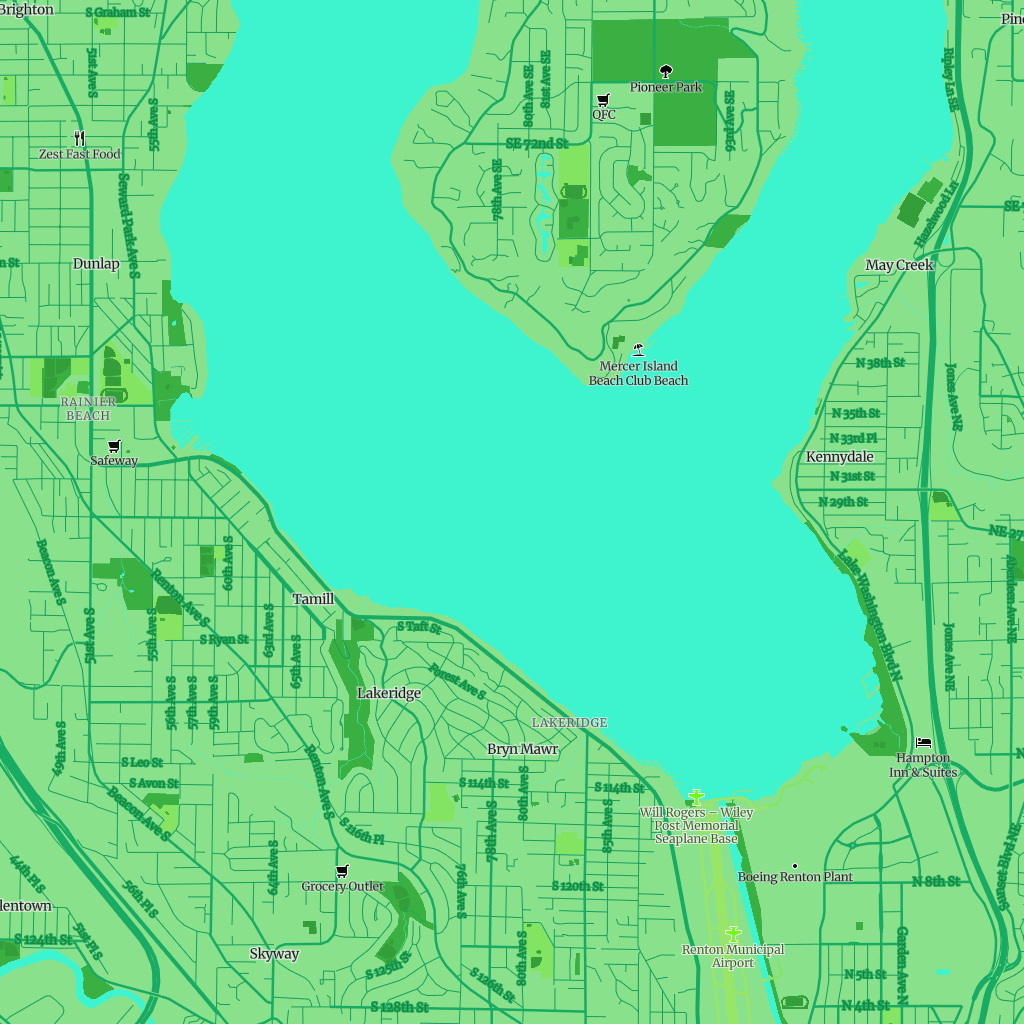 Brighton
S Graham St
51st Ave S
55th Ave S
Zest Fast Food
Seward Park Ave S
Dunlap
RAINIER
BEACH
Safeway
Pioneer Park
QFC
80th Ave SE
81st Ave SE
SE 72nd St
78th Ave SE
93rd Ave SE
Mercer Island
Beach Club Beach
Ripley Ln SE
Hazelwood Ln
SE
May Creek
N 38th St
N 35th St
N 33rd Pl
Kennydale
N 31st St
N 29th St
Jones Ave NE
NE 27
Aberdeen Ave NE
Lake Washington Blvd N
Jones Ave NE
Beacon Ave S
Renton Ave S
60th Ave S
Tamill
51st Ave S
55th Ave S
S Ryan St
63rd Ave S
65th Ave S
S Taft St
Forest Ave S
Lakeridge
LAKERIDGE
Bryn Mawr
56th Ave S
57th Ave S
59th Ave S
49th Ave S
S Leo St
S Avon St
Beacon Ave S
Renton Ave S
S 116th Pl
S 114th St
S 114th St
80th Ave S
78th Ave S
85th Ave S
76th Ave S
Hampton
Inn & Suites
Will Rogers – Wiley
Post Memorial
Seaplane Base
Boeing Renton Plant
N 8th St
Sunset Blvd NE
Grocery Outlet
64th Ave S
S 120th St
44th Pl S
56th Pl S
51st Pl S
S 124th St
Skyway
S 125th St
S 126th St
80th Ave S
S 128th St
Renton Municipal
Airport
Garden Ave N
N 5th St
N 4th St